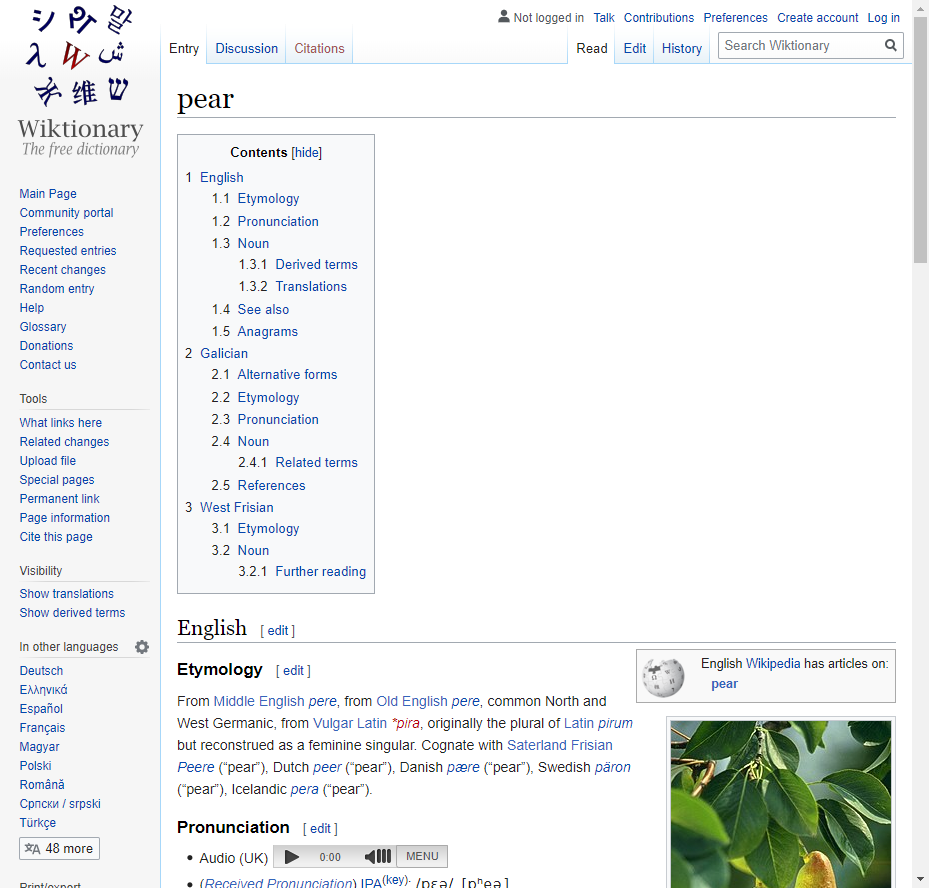 Not logged in Talk Contributions Preferences Create account Log in
Entry Discussion Citations Read Edit History Search Wiktionary
シ 말
λ W ش
维 ש
Wiktionary
The free dictionary
Main Page
Community portal
Preferences
Requested entries
Recent changes
Random entry
Help
Glossary
Donations
Contact us
Tools
What links here
Related changes
Upload file
Special pages
Permanent link
Page information
Cite this page
Visibility
Show translations
Show derived terms
In other languages
Deutsch
Ελληνικά
Español
Français
Magyar
Polski
Română
Српски / srpski
Türkçe
48 more
Print/export
pear
Contents [hide]
1 English
1.1 Etymology
1.2 Pronunciation
1.3 Noun
1.3.1 Derived terms
1.3.2 Translations
1.4 See also
1.5 Anagrams
2 Galician
2.1 Alternative forms
2.2 Etymology
2.3 Pronunciation
2.4 Noun
2.4.1 Related terms
2.5 References
3 West Frisian
3.1 Etymology
3.2 Noun
3.2.1 Further reading
English [ edit ]
Etymology [ edit ]
From Middle English pere, from Old English pere, common North and
West Germanic, from Vulgar Latin *pira, originally the plural of Latin pirum
but reconstrued as a feminine singular. Cognate with Saterland Frisian
Peere (“pear”), Dutch peer (“pear”), Danish pære (“pear”), Swedish päron
(“pear”), Icelandic pera (“pear”).
Pronunciation [ edit ]
• Audio (UK) 0:00 MENU
• (Received Pronunciation) IPA(key): /pɛə/, [pʰeə]
English Wikipedia has articles on:
pear